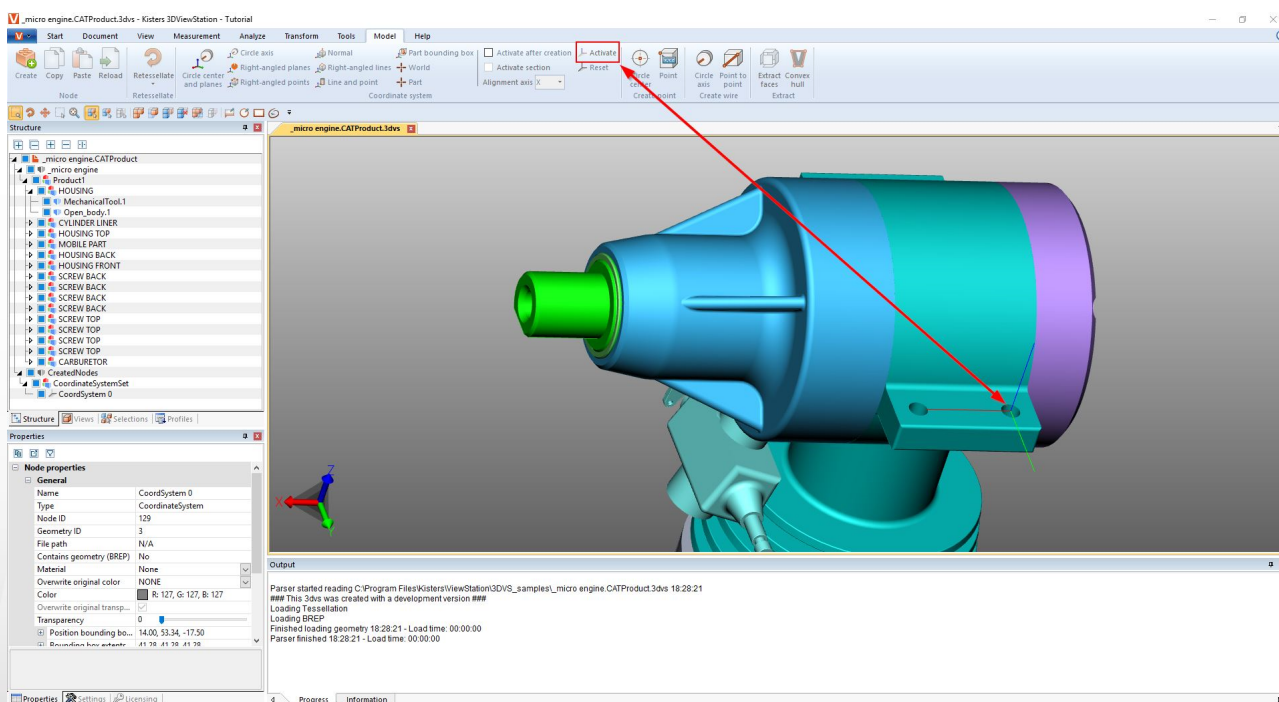 _micro engine.CATProduct.3dvs - Kisters 3DViewStation - Tutorial
Start Document View Measurement Analyze Transform Tools Model Help
Create Copy Paste Reload
Node
Retessellate
Retessellate
Circle center and planes
Circle axis
Right-angled planes
Right-angled points
Normal
Right-angled lines
Line and point
Part bounding box
World
Part
Coordinate system
Activate after creation
Activate section
Alignment axis X
Activate
Reset
Circle center
Point
Create point
Circle axis
Point to point
Create wire
Extract faces
Convex hull
Extract
Structure
_micro engine.CATProduct.3dvs
_micro engine.CATProduct
_micro engine
Product1
HOUSING
MechanicalTool.1
Open_body.1
CYLINDER LINER
HOUSING TOP
MOBILE PART
HOUSING BACK
HOUSING FRONT
SCREW BACK
SCREW BACK
SCREW BACK
SCREW BACK
SCREW TOP
SCREW TOP
SCREW TOP
SCREW TOP
CARBURETOR
CreatedNodes
CoordinateSystemSet
CoordSystem 0
Structure Views Selections Profiles
Properties
Node properties
General
Name CoordSystem 0
Type CoordinateSystem
Node ID 129
Geometry ID 3
File path N/A
Contains geometry (BREP) No
Material None
Overwrite original color NONE
Color R: 127, G: 127, B: 127
Overwrite original transp...
Transparency 0
Position bounding bo... 14.00, 53.34, -17.50
Rounding box extents 41.28 41.28 41.28
Properties Settings Licensing
X
Z
Y
Output
Parser started reading C:\Program Files\Kisters\ViewStation\3DVS_samples\_micro engine.CATProduct.3dvs 18:28:21
### This 3dvs was created with a development version ###
Loading Tessellation
Loading BREP
Finished loading geometry 18:28:21 - Load time: 00:00:00
Parser finished 18:28:21 - Load time: 00:00:00
Progress Information